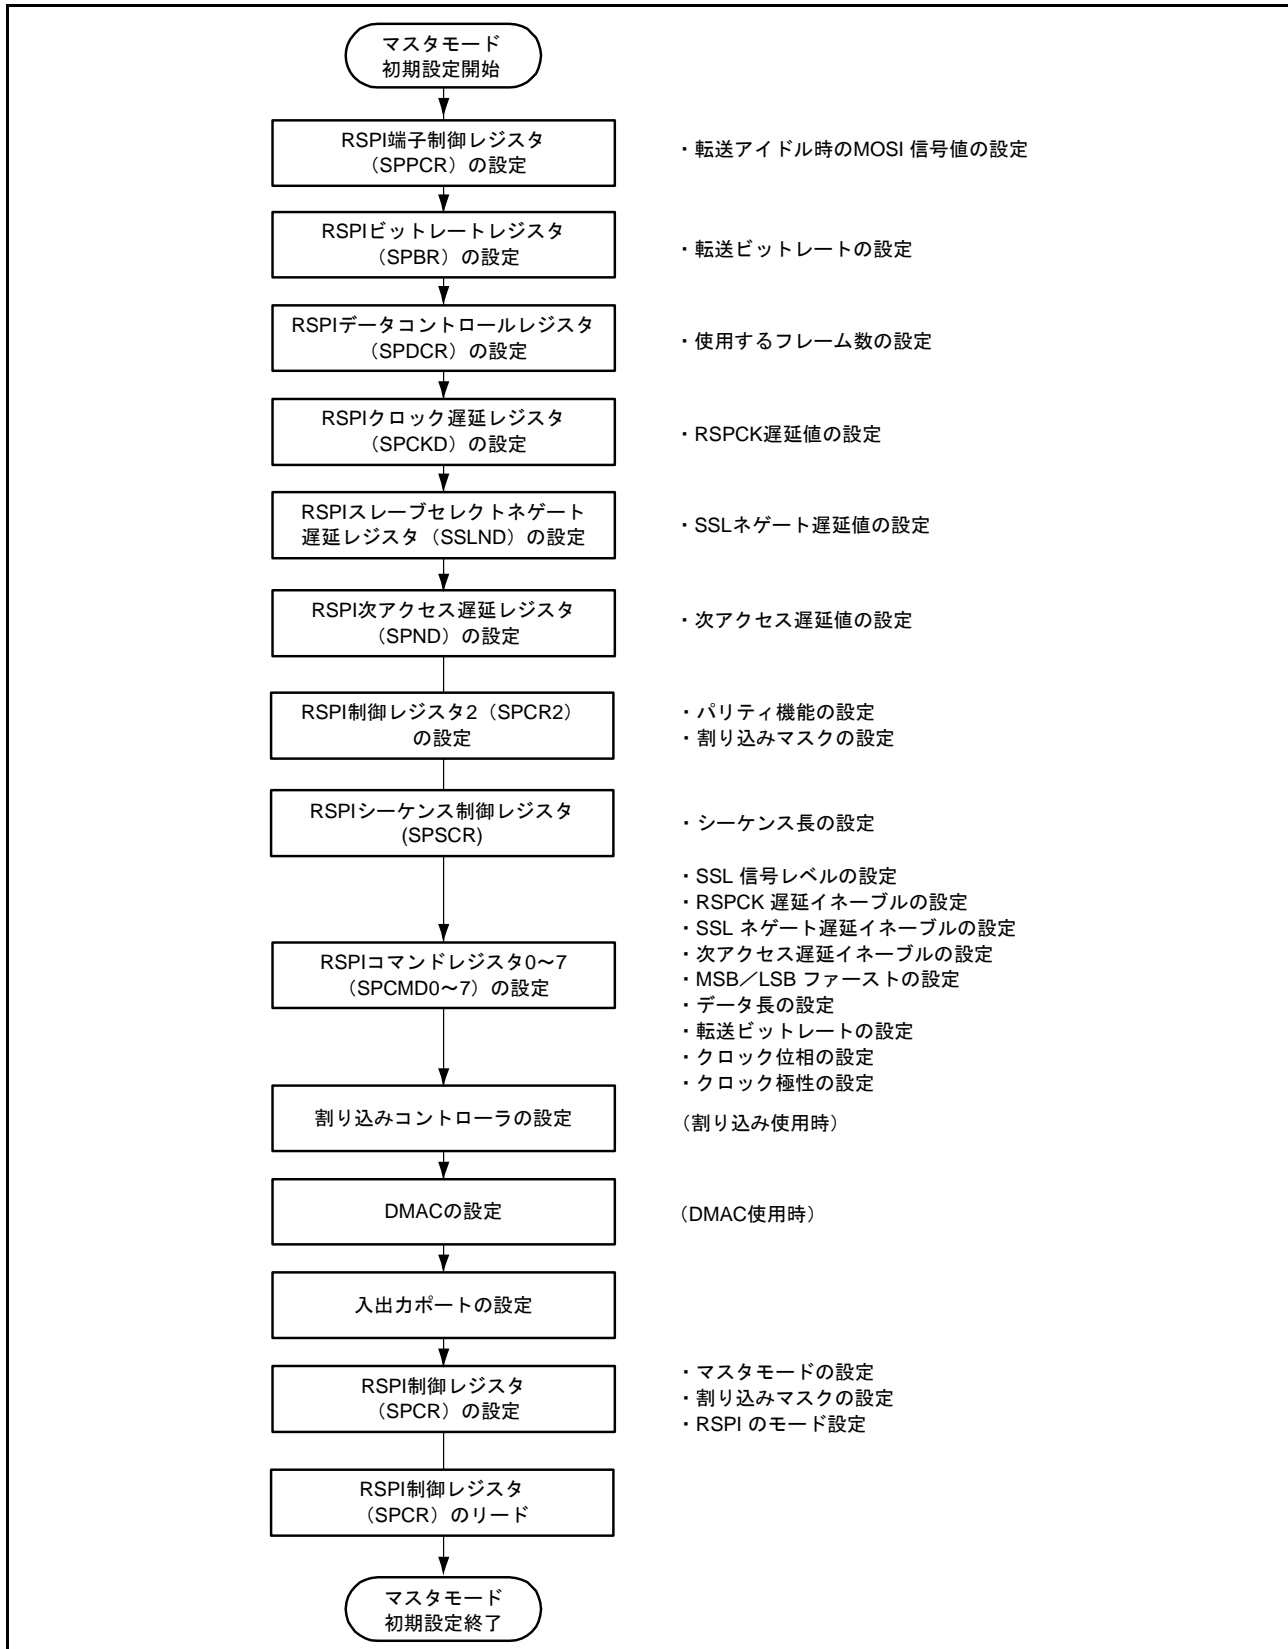 マスタモード
初期設定開始
RSPI端子制御レジスタ
（SPPCR）の設定
・転送アイドル時のMOSI 信号値の設定
RSPIビットレートレジスタ
（SPBR）の設定
・転送ビットレートの設定
RSPIデータコントロールレジスタ
（SPDCR）の設定
・使用するフレーム数の設定
RSPIクロック遅延レジスタ
（SPCKD）の設定
・RSPCK遅延値の設定
RSPIスレーブセレクトネゲート
遅延レジスタ（SSLND）の設定
・SSLネゲート遅延値の設定
RSPI次アクセス遅延レジスタ
（SPND）の設定
・次アクセス遅延値の設定
RSPI制御レジスタ2（SPCR2）
の設定
・パリティ機能の設定
・割り込みマスクの設定
RSPIシーケンス制御レジスタ
(SPSCR)
・シーケンス長の設定
RSPIコマンドレジスタ0～7
（SPCMD0～7）の設定
・SSL 信号レベルの設定
・RSPCK 遅延イネーブルの設定
・SSL ネゲート遅延イネーブルの設定
・次アクセス遅延イネーブルの設定
・MSB／LSB ファーストの設定
・データ長の設定
・転送ビットレートの設定
・クロック位相の設定
・クロック極性の設定
割り込みコントローラの設定
（割り込み使用時）
DMACの設定
（DMAC使用時）
入出力ポートの設定
RSPI制御レジスタ
（SPCR）の設定
・マスタモードの設定
・割り込みマスクの設定
・RSPI のモード設定
RSPI制御レジスタ
（SPCR）のリード
マスタモード
初期設定終了